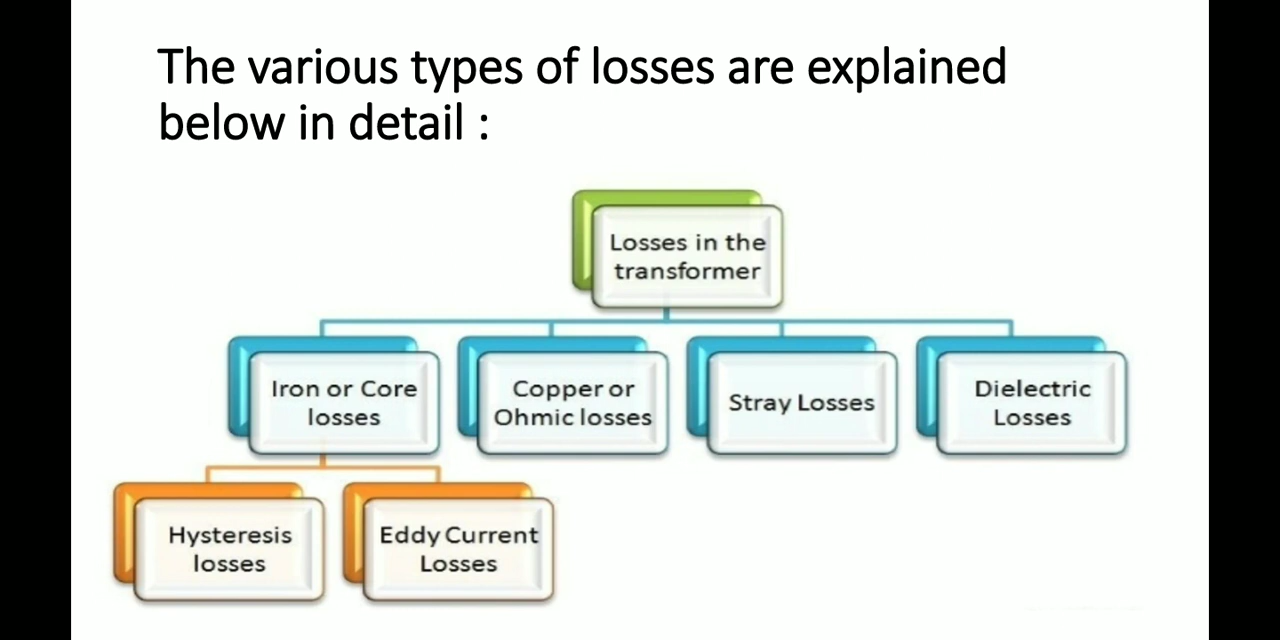 The various types of losses are explained
below in detail :
Losses in the
transformer
Iron or Core
losses
Copper or
Ohmic losses
Stray Losses
Dielectric
Losses
Hysteresis
losses
Eddy Current
Losses